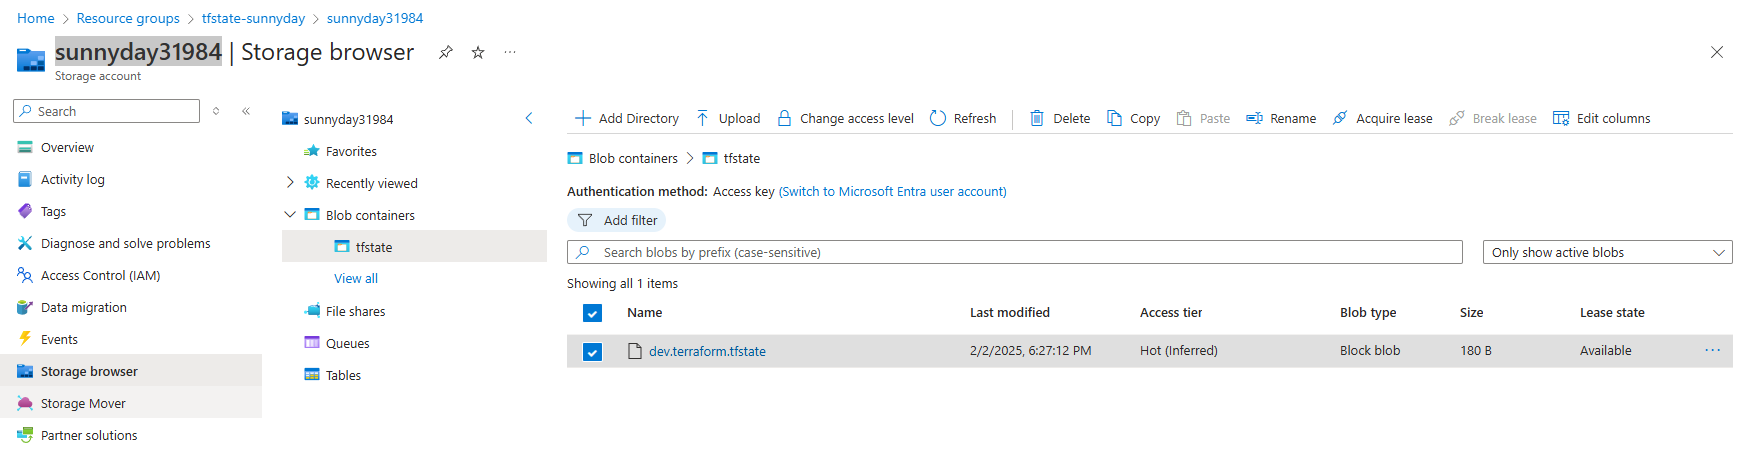 Home > Resource groups > tfstate-sunnyday > sunnyday31984
sunnyday31984 | Storage browser
Storage account
Search
Overview
Activity log
Tags
Diagnose and solve problems
Access Control (IAM)
Data migration
Events
Storage browser
Storage Mover
Partner solutions
sunnyday31984
Favorites
Recently viewed
Blob containers
tfstate
View all
File shares
Queues
Tables
Add Directory Upload Change access level Refresh Delete Copy Paste Rename Acquire lease Break lease Edit columns
Blob containers > tfstate
Authentication method: Access key (Switch to Microsoft Entra user account)
Add filter
Search blobs by prefix (case-sensitive) Only show active blobs
Showing all 1 items
Name Last modified Access tier Blob type Size Lease state
dev.terraform.tfstate 2/2/2025, 6:27:12 PM Hot (Inferred) Block blob 180 B Available